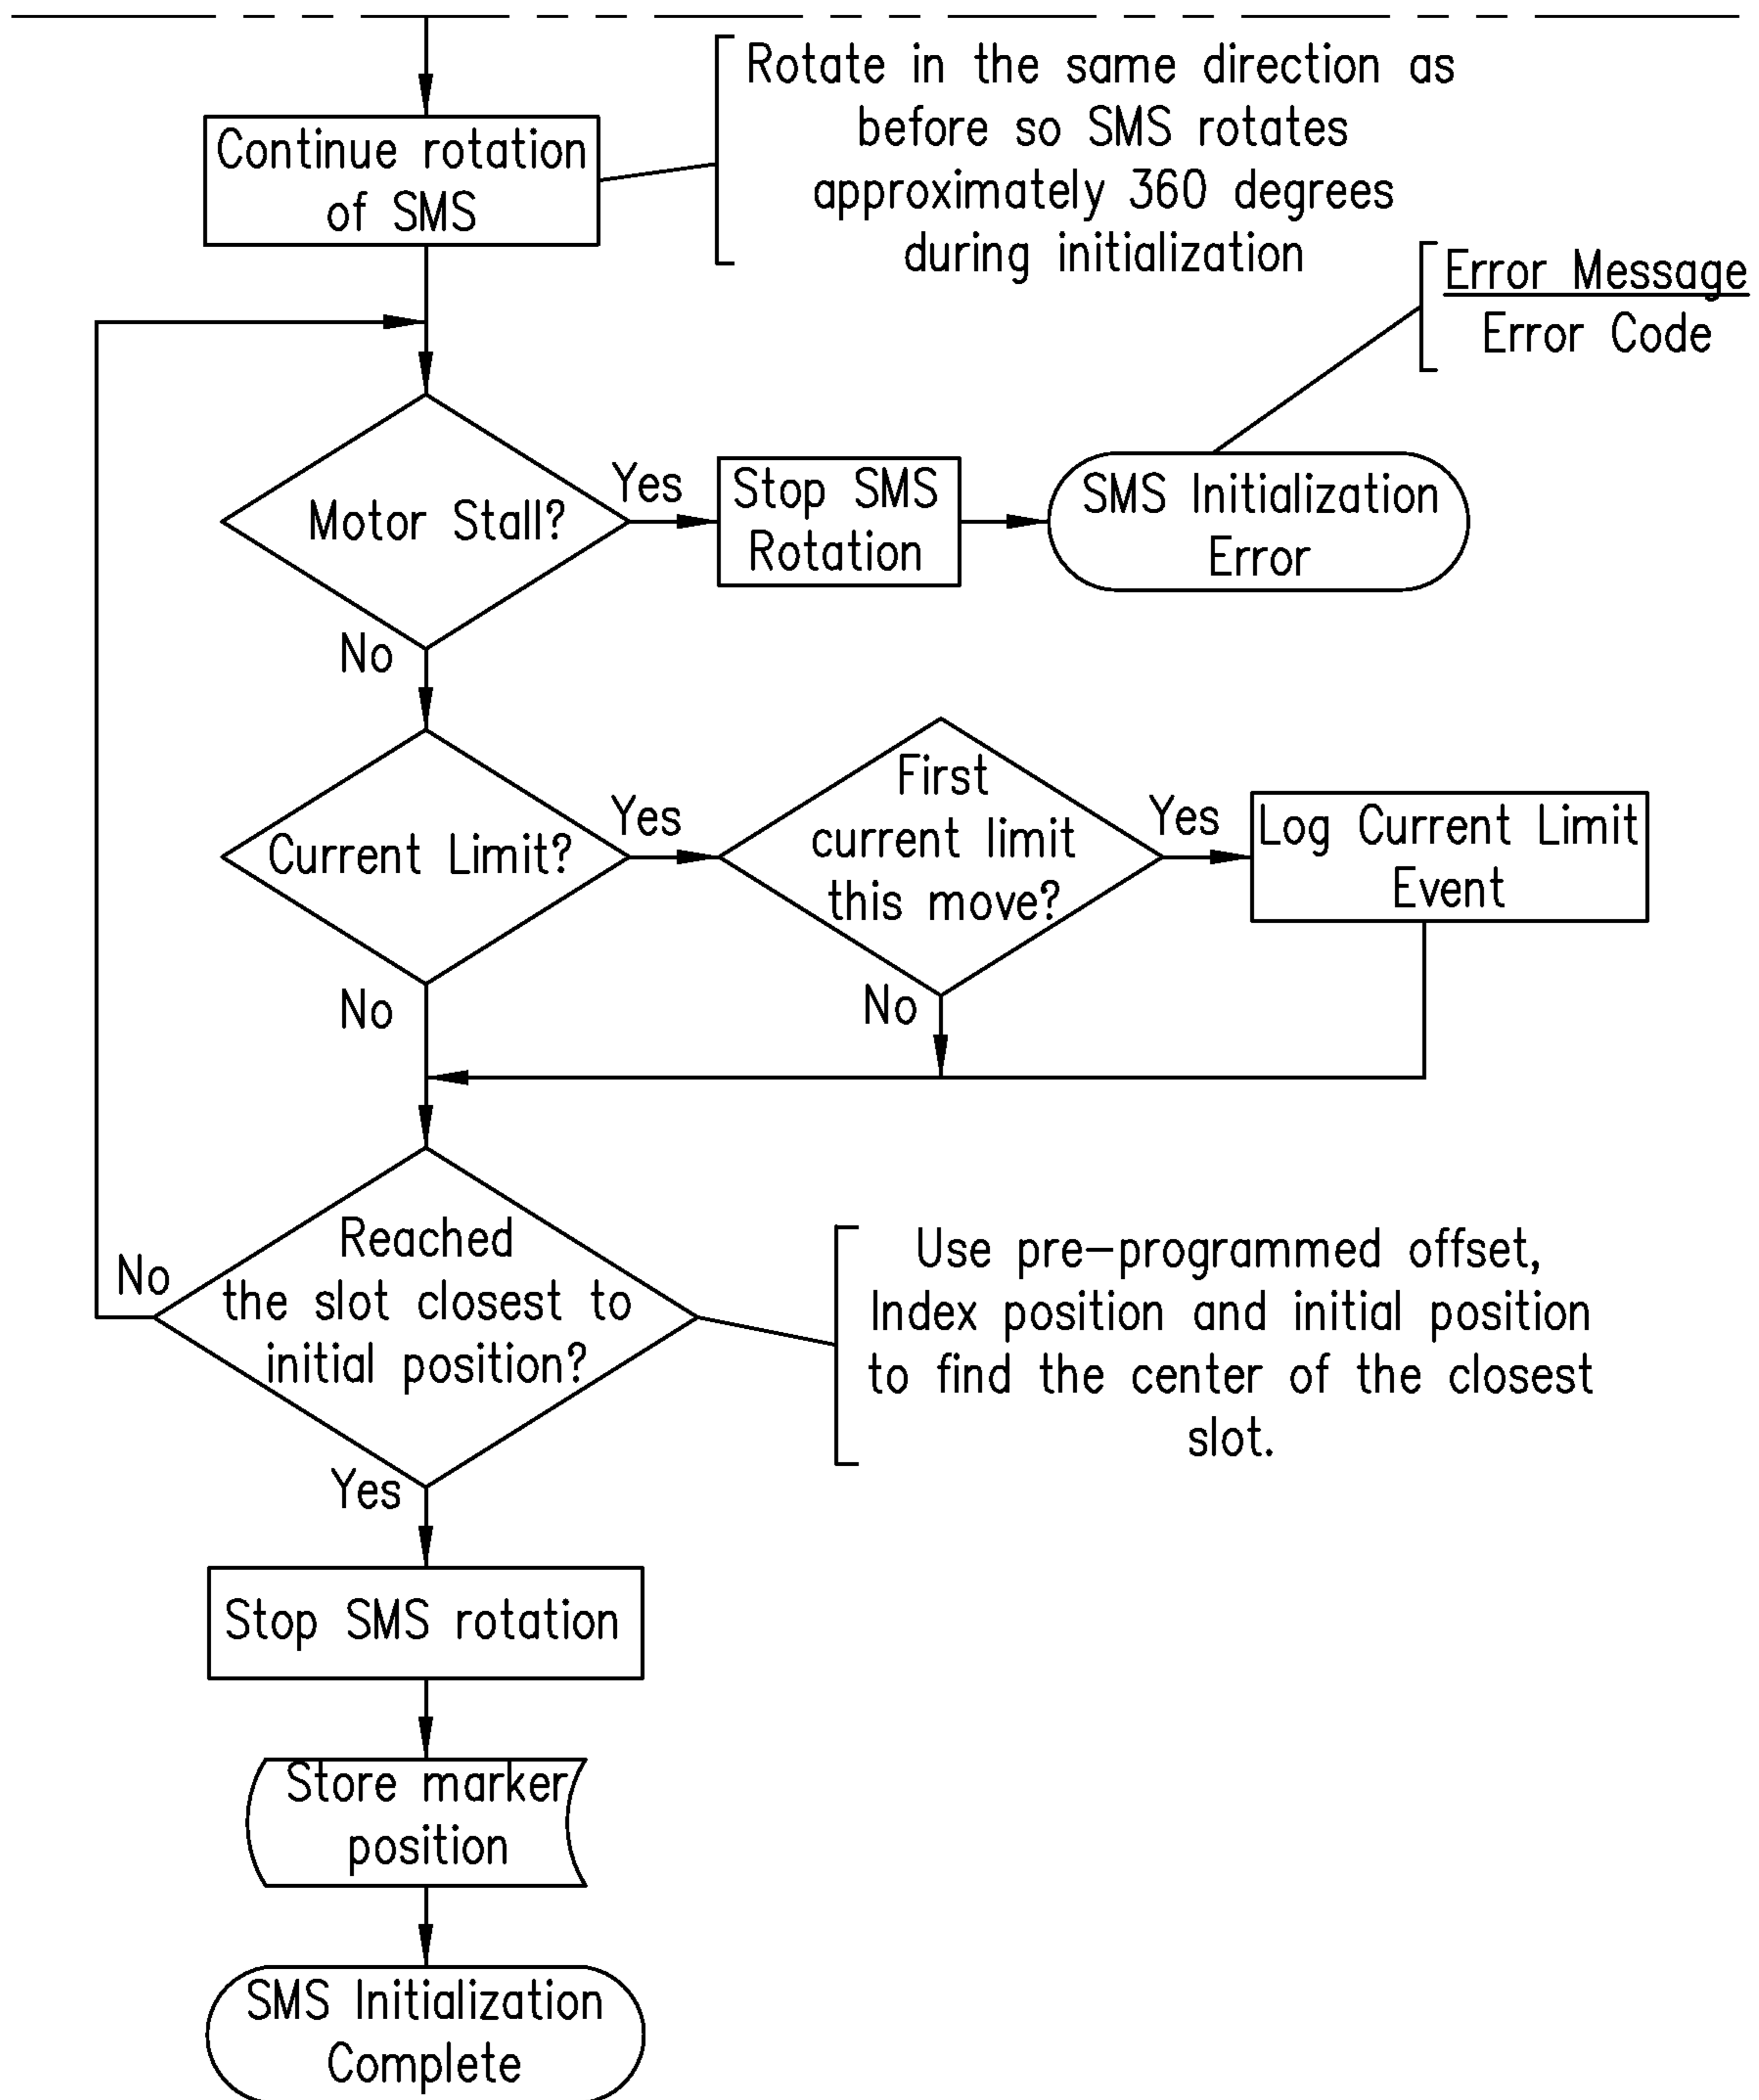 Rotate in the same direction as
before so SMS rotates
approximately 360 degrees
during initialization
Continue rotation
of SMS
Error Message
Error Code
Motor Stall?
Yes
Stop SMS
Rotation
SMS Initialization
Error
No
Current Limit?
Yes
First
current limit
this move?
Yes
Log Current Limit
Event
No
No
Reached
the slot closest to
initial position?
No
Use pre-programmed offset,
Index position and initial position
to find the center of the closest
slot.
Yes
Stop SMS rotation
Store marker
position
SMS Initialization
Complete